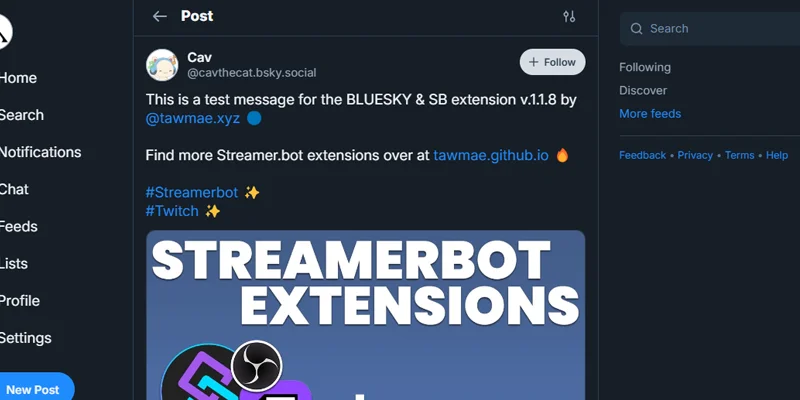 Home
Search
Notifications
Chat
Feeds
Lists
Profile
Settings
New Post
Post
Cav
@cavthecat.bsky.social
+ Follow
This is a test message for the BLUESKY & SB extension v.1.1.8 by
@tawmae.xyz 🔵
Find more Streamer.bot extensions over at tawmae.github.io 🔥
#Streamerbot ✨
#Twitch ✨
STREAMERBOT
EXTENSIONS
Search
Following
Discover
More feeds
Feedback • Privacy • Terms • Help